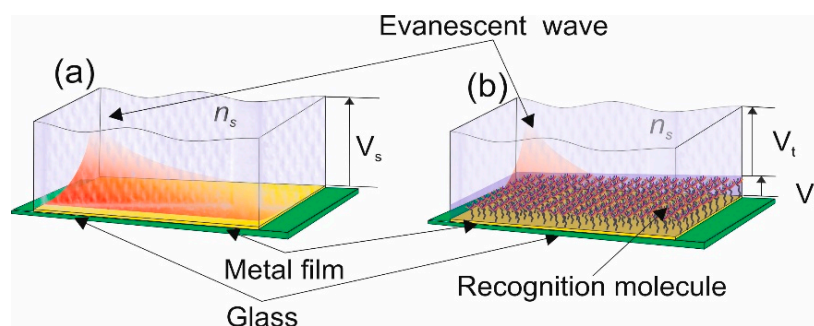 Evanescent wave
(a)
(b)
n_s
n_s
V_s
V_t
V
Metal film
Recognition molecule
Glass